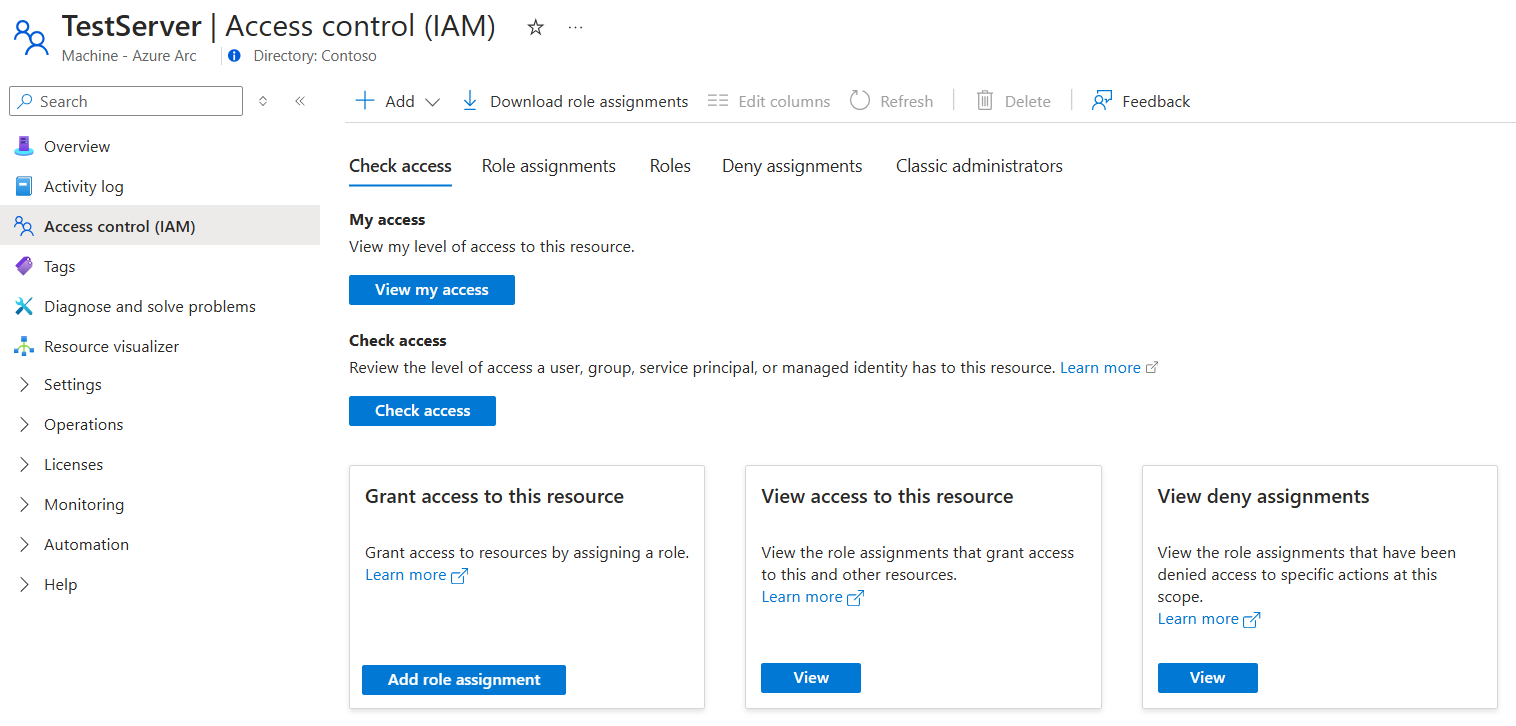 TestServer | Access control (IAM)
Machine - Azure Arc
Directory: Contoso
Search
Add
Download role assignments
Edit columns
Refresh
Delete
Feedback
Overview
Activity log
Access control (IAM)
Tags
Diagnose and solve problems
Resource visualizer
Settings
Operations
Licenses
Monitoring
Automation
Help
Check access
Role assignments
Roles
Deny assignments
Classic administrators
My access
View my level of access to this resource.
View my access
Check access
Review the level of access a user, group, service principal, or managed identity has to this resource. Learn more
Check access
Grant access to this resource
Grant access to resources by assigning a role.
Learn more
Add role assignment
View access to this resource
View the role assignments that grant access
to this and other resources.
Learn more
View
View deny assignments
View the role assignments that have been
denied access to specific actions at this
scope.
Learn more
View